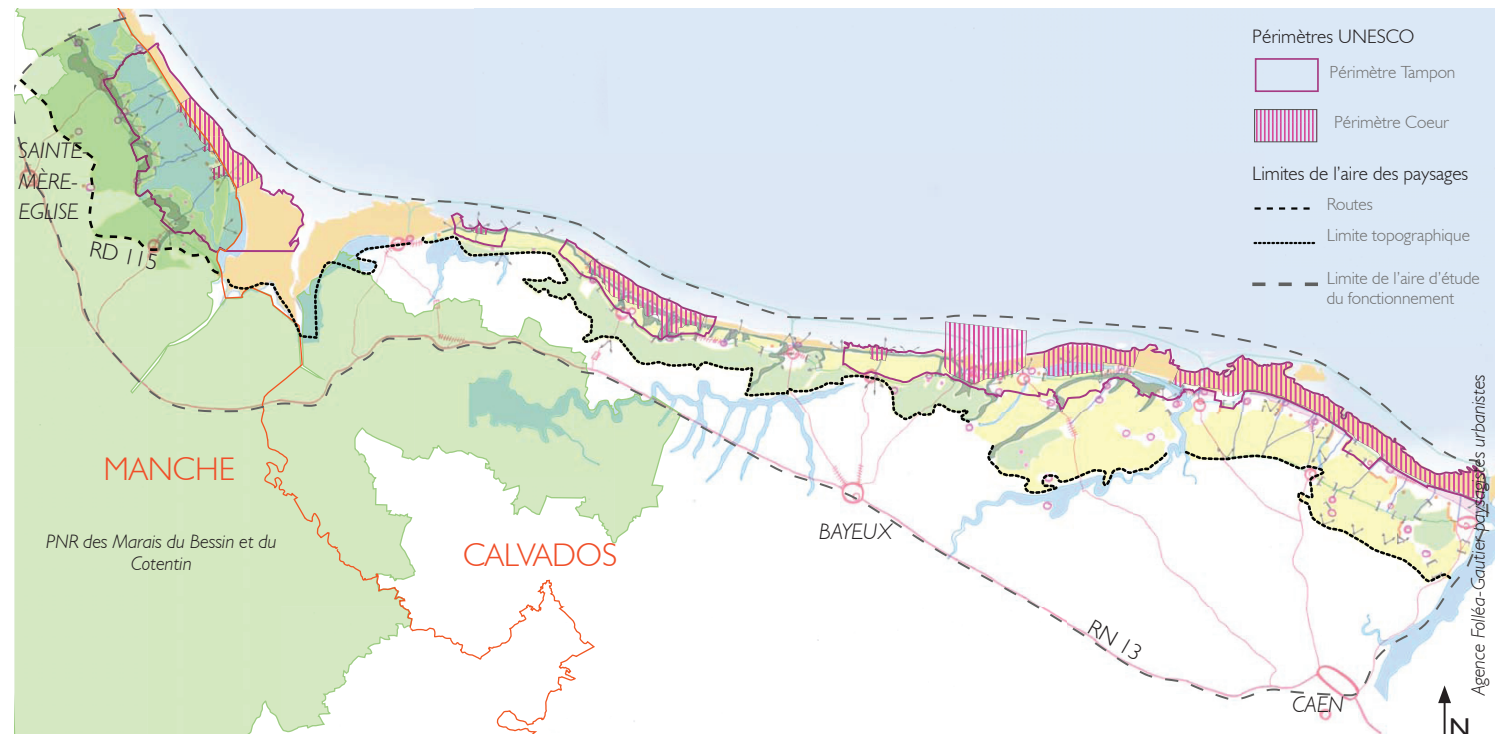 Périmètres UNESCO
Périmètre Tampon
Périmètre Coeur
Limites de l'aire des paysages
Routes
Limite topographique
Limite de l'aire d'étude
du fonctionnement
SAINTE-
MÈRE-
EGLISE
RD 115
MANCHE
PNR des Marais du Bessin et du
Cotentin
CALVADOS
BAYEUX
RN 13
CAEN
N
Agence Folléa-Gautier paysagistes urbanistes